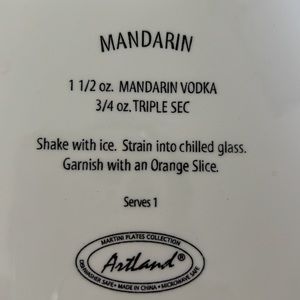 MANDARIN
1 1/2 oz. MANDARIN VODKA
3/4 oz. TRIPLE SEC
Shake with ice. Strain into chilled glass.
Garnish with an Orange Slice.
Serves 1
MARTINI PLATES COLLECTION
Artland®
DISHWASHER SAFE • MADE IN CHINA • MICROWAVE SAFE